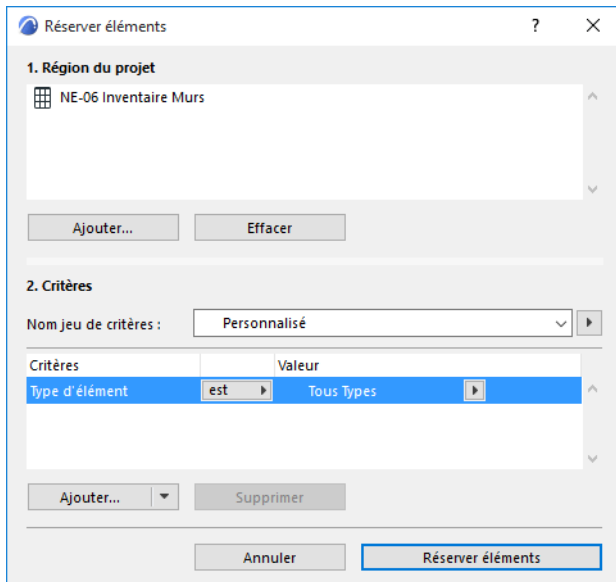 Réserver éléments ?
1. Région du projet
NE-06 Inventaire Murs
Ajouter... Effacer
2. Critères
Nom jeu de critères : Personnalisé
Critères Valeur
Type d'élément est Tous Types
Ajouter... Supprimer
Annuler Réserver éléments